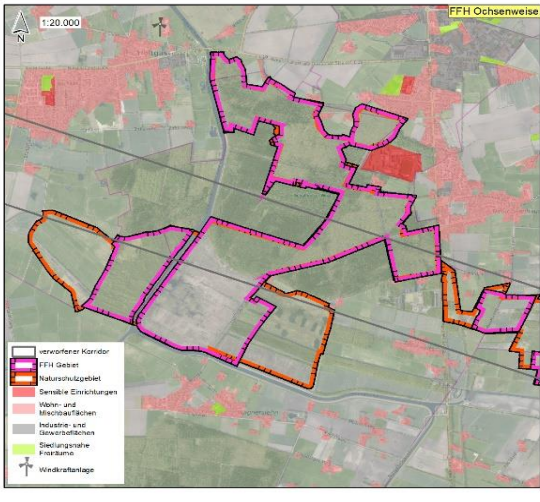 FFH Ochsenweise
1:20.000
N
verworfener Korridor
FFH Gebiet
Naturschutzgebiet
Sensible Einrichtungen
Wohn- und
Mischbauflächen
Industrie- und
Gewerbeflächen
Siedlungsnahe
Freiräume
Windkraftanlage